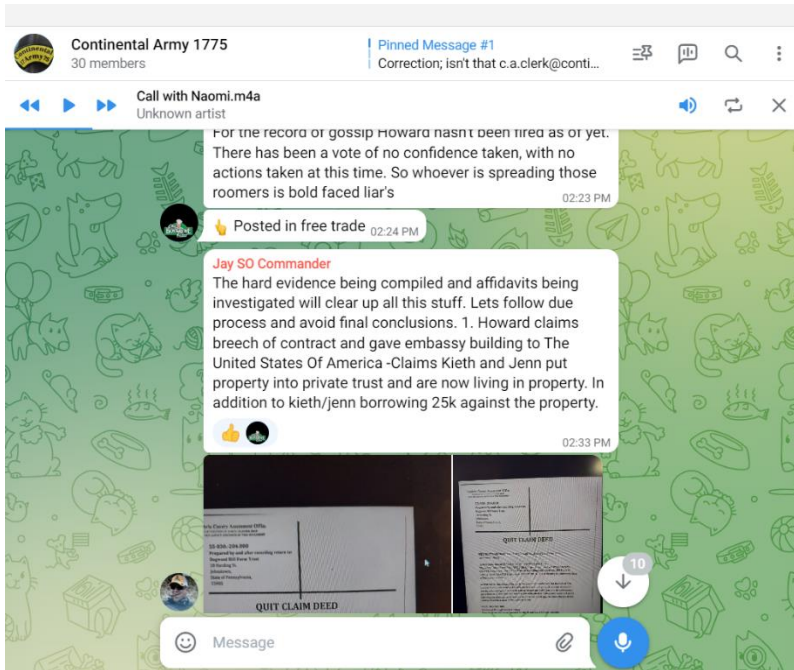 Continental Army 1775
30 members
Pinned Message #1
Correction; isn't that c.a.clerk@conti...
Call with Naomi.m4a
Unknown artist
For the record of gossip Howard hasn't been fired as of yet.
There has been a vote of no confidence taken, with no
actions taken at this time. So whoever is spreading those
roomers is bold faced liar's
02:23 PM
👆 Posted in free trade 02:24 PM
Jay SO Commander
The hard evidence being compiled and affidavits being
investigated will clear up all this stuff. Lets follow due
process and avoid final conclusions. 1. Howard claims
breech of contract and gave embassy building to The
United States Of America -Claims Kieth and Jenn put
property into private trust and are now living in property. In
addition to kieth/jenn borrowing 25k against the property.
02:33 PM
Prepared by and after recording return to
QUIT CLAIM DEED
QUIT CLAIM DEED
10
Message